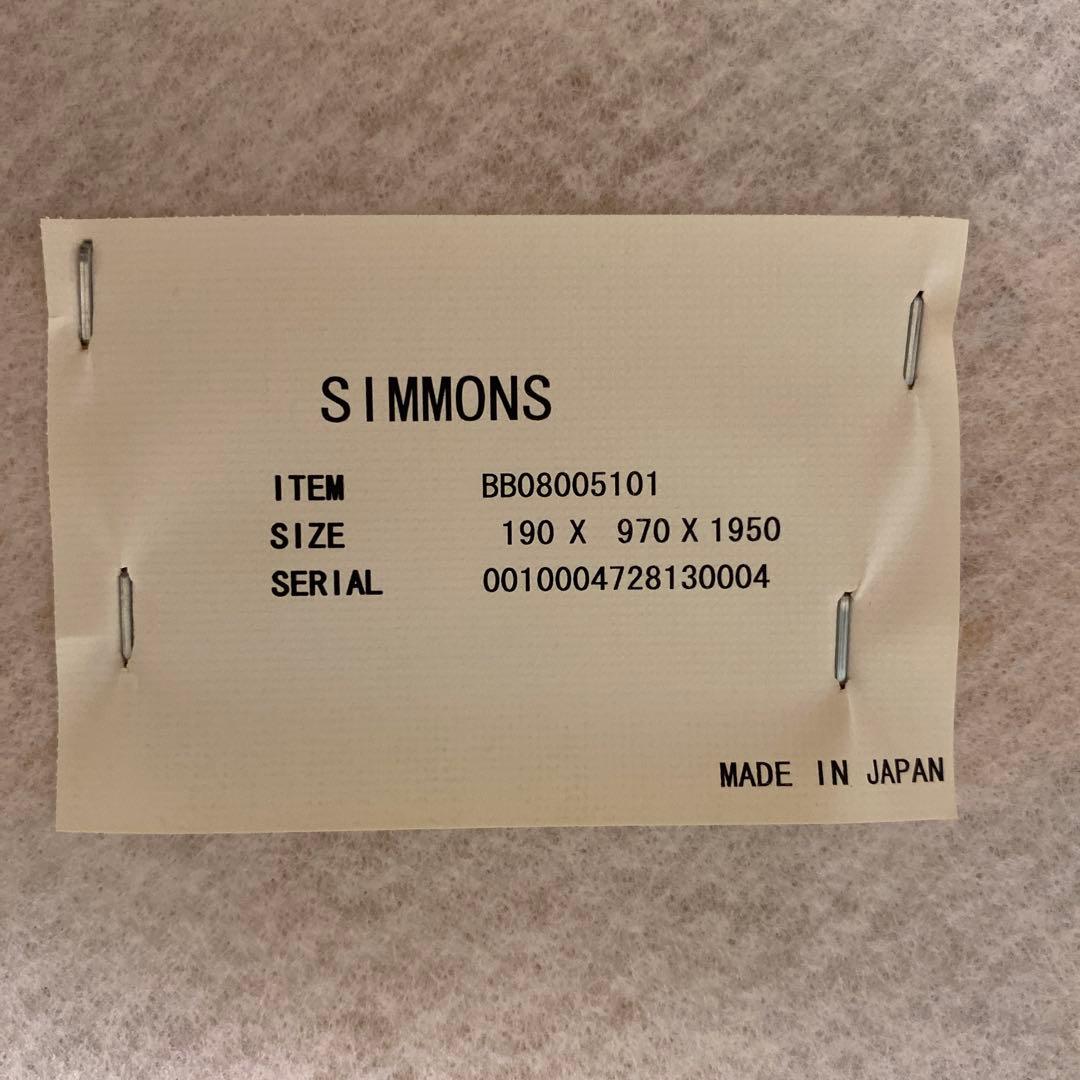 SIMMONS
ITEM BB08005101
SIZE 190 X 970 X 1950
SERIAL 0010004728130004
MADE IN JAPAN